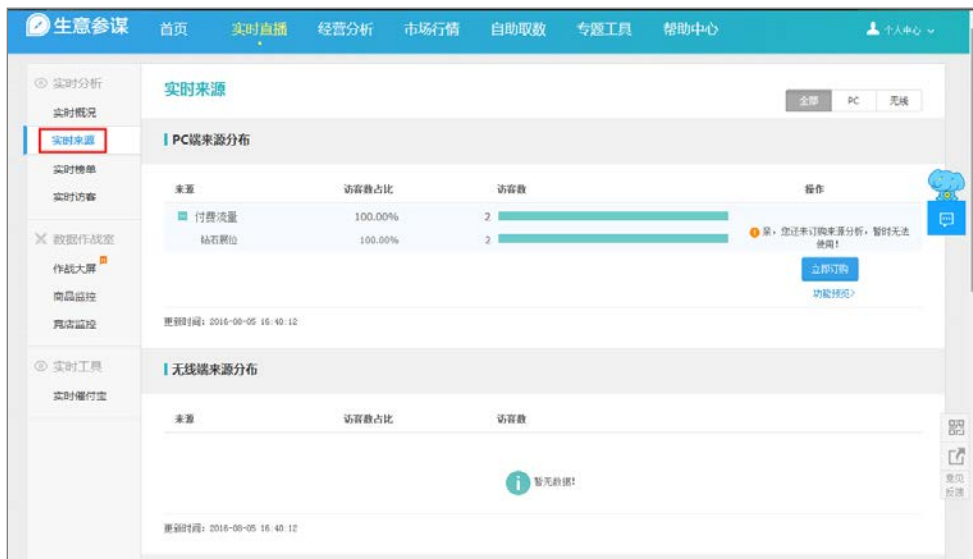 生意参谋 首页 实时直播 经营分析 市场行情 自助取数 专题工具 帮助中心 个人中心
实时分析
实时概况
实时来源
实时榜单
实时访客
数据作战室
作战大屏
商品监控
竞店监控
实时工具
实时催付宝
实时来源
全部 PC 无线
PC端来源分布
来源 访客数占比 访客数 操作
付费流量 100.00% 2
钻石展位 100.00% 2
呆，您还未订购来源分析，暂时无法
使用！
立即订购
功能预览>
更新时间：2016-08-05 16:40:12
无线端来源分布
来源 访客数占比 访客数
暂无数据！
更新时间：2016-08-05 16:40:12
意见
反馈